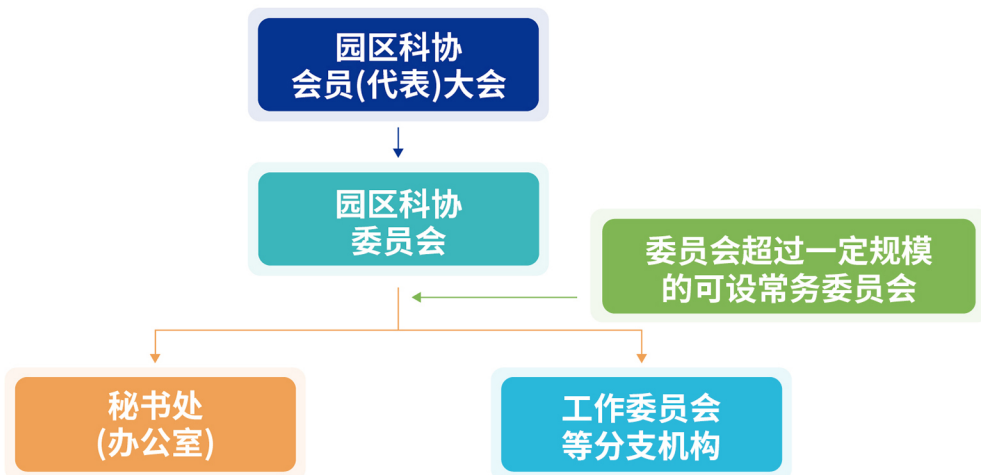 园区科协
会员(代表)大会
园区科协
委员会
委员会超过一定规模
的可设常务委员会
秘书处
(办公室)
工作委员会
等分支机构